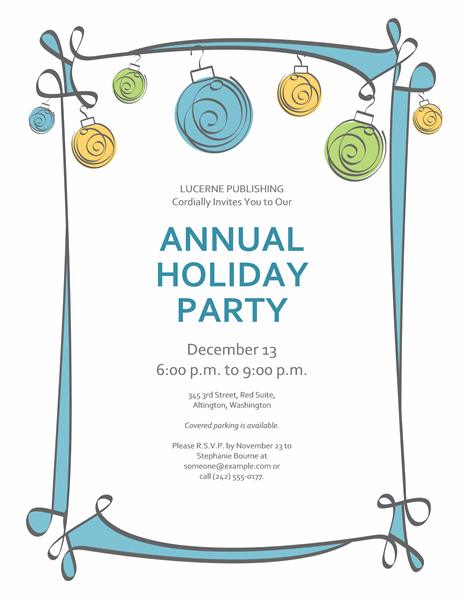 LUCERNE PUBLISHING
Cordially Invites You to Our
ANNUAL
HOLIDAY
PARTY
December 13
6:00 p.m. to 9:00 p.m.
345 3rd Street, Red Suite,
Altington, Washington
Covered parking is available.
Please R.S.V.P. by November 23 to
Stephanie Bourne at
someone@example.com or
call (242) 555-0177.